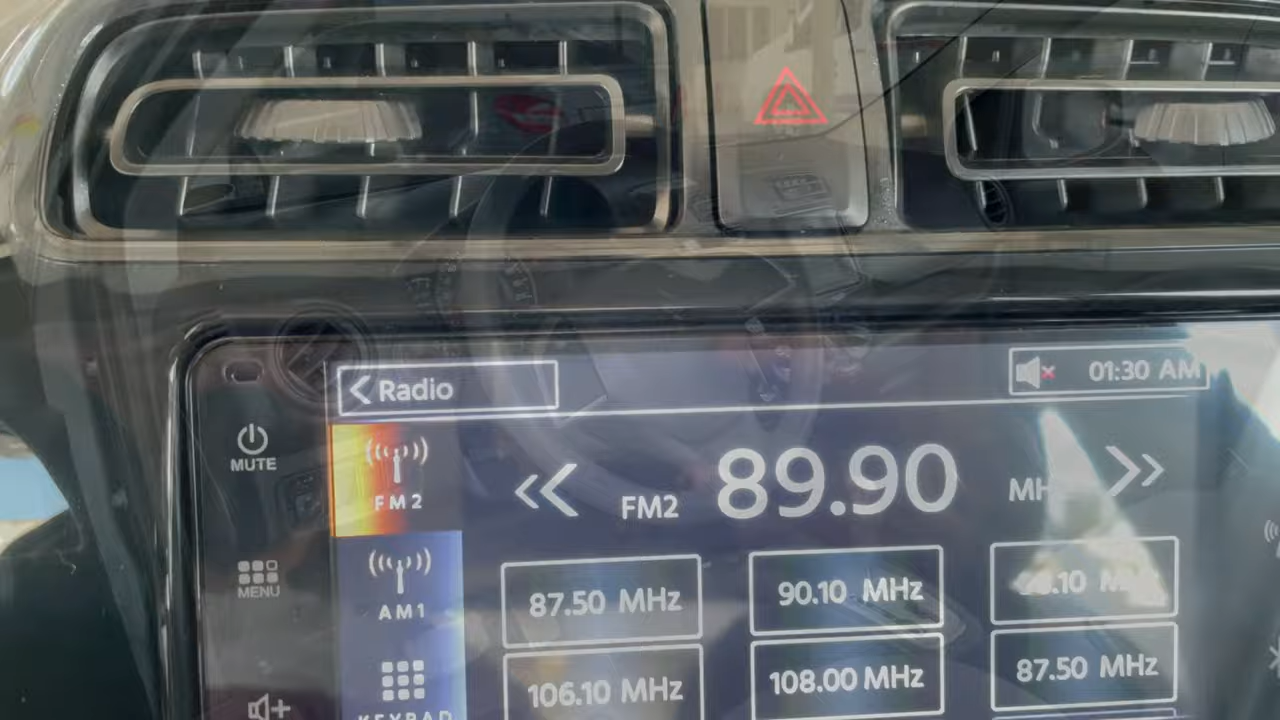 Radio
01:30 AM
MUTE
FM2
FM2 89.90
AM1
MENU
87.50 MHz
90.10 MHz
106.10 MHz
108.00 MHz
87.50 MHz